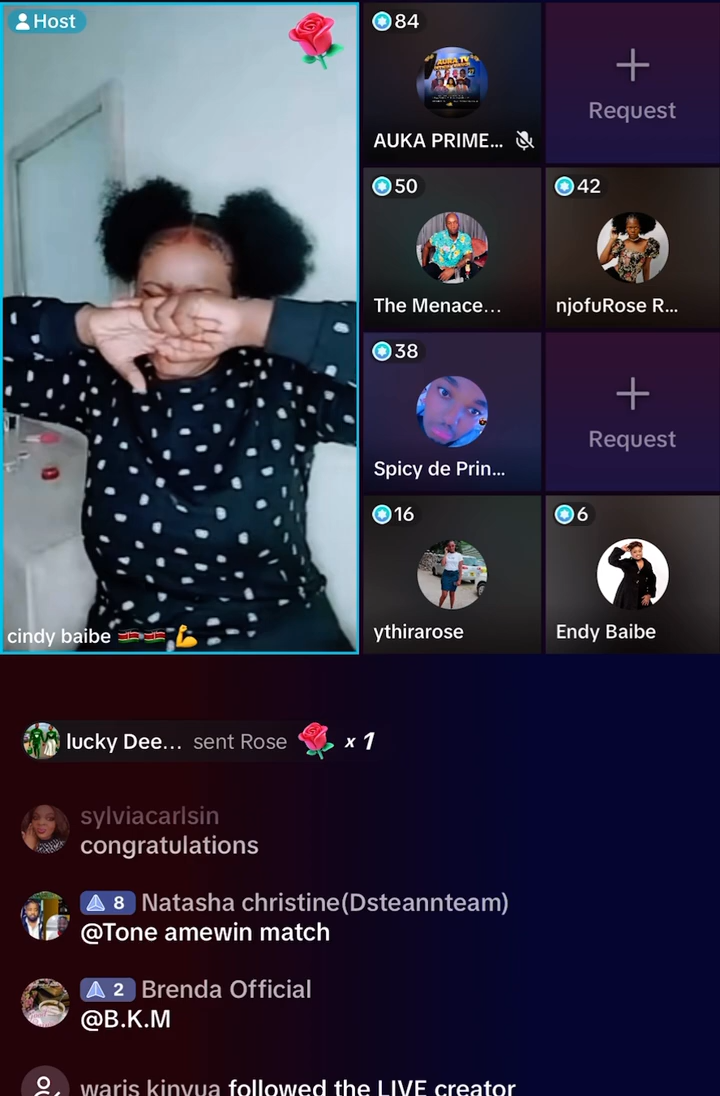 Host
84
AUKA PRIME...
Request
50
The Menace...
42
njofuRose R...
38
Spicy de Prin...
Request
16
ythirarose
6
Endy Baibe
cindy baibe 🇰🇪🇰🇪 💪
lucky Dee... sent Rose x 1
sylviacarlsin
congratulations
8 Natasha christine(Dsteannteam)
@Tone amewin match
2 Brenda Official
@B.K.M
waris kinyua followed the LIVE creator